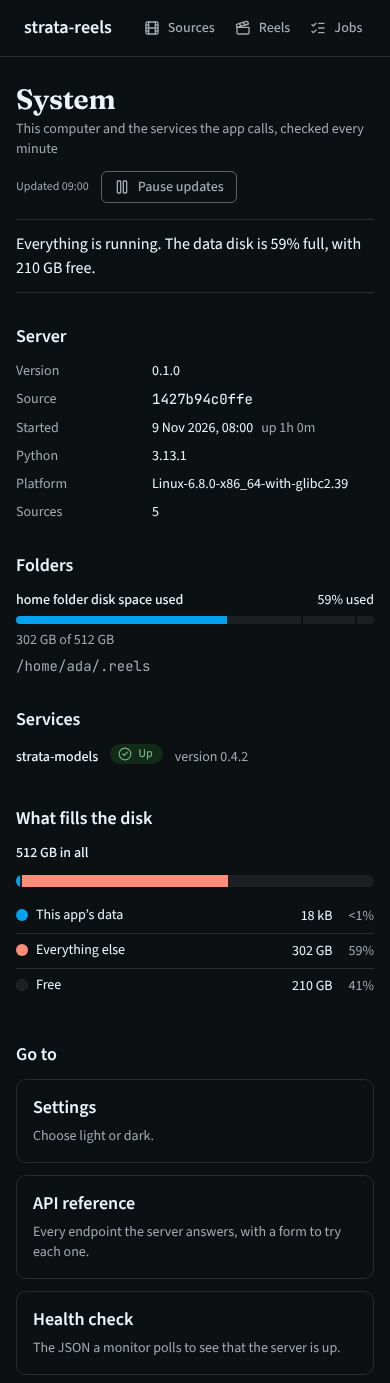 strata-reels Sources Reels Jobs
System
This computer and the services the app calls, checked every
minute
Updated 09:00 Pause updates
Everything is running. The data disk is 59% full, with
210 GB free.
Server
Version 0.1.0
Source 1427b94c0ffe
Started 9 Nov 2026, 08:00 up 1h 0m
Python 3.13.1
Platform Linux-6.8.0-x86_64-with-glibc2.39
Sources 5
Folders
home folder disk space used 59% used
302 GB of 512 GB
/home/ada/.reels
Services
strata-models Up version 0.4.2
What fills the disk
512 GB in all
This app's data 18 kB <1%
Everything else 302 GB 59%
Free 210 GB 41%
Go to
Settings
Choose light or dark.
API reference
Every endpoint the server answers, with a form to try
each one.
Health check
The JSON a monitor polls to see that the server is up.